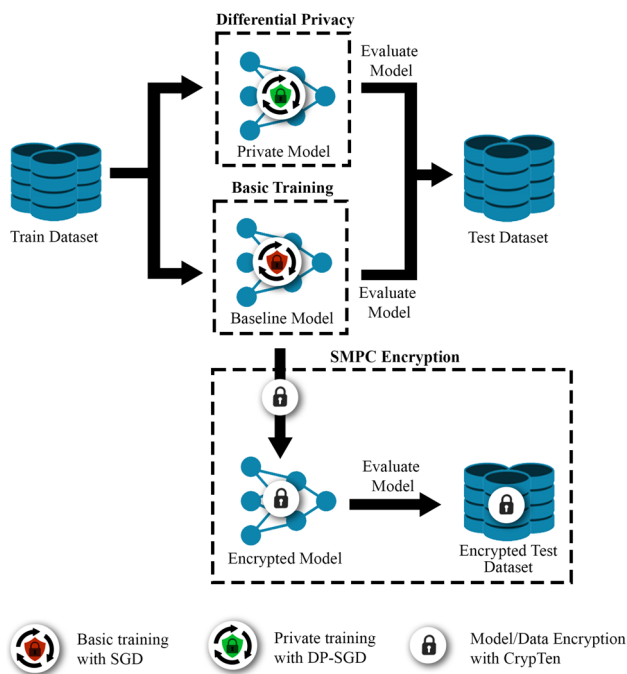 Differential Privacy
Evaluate
Model
Private Model
Train Dataset
Basic Training
Test Dataset
Baseline Model
Evaluate
Model
SMPC Encryption
Evaluate
Model
Encrypted Model
Encrypted Test
Dataset
Basic training
with SGD
Private training
with DP-SGD
Model/Data Encryption
with CrypTen